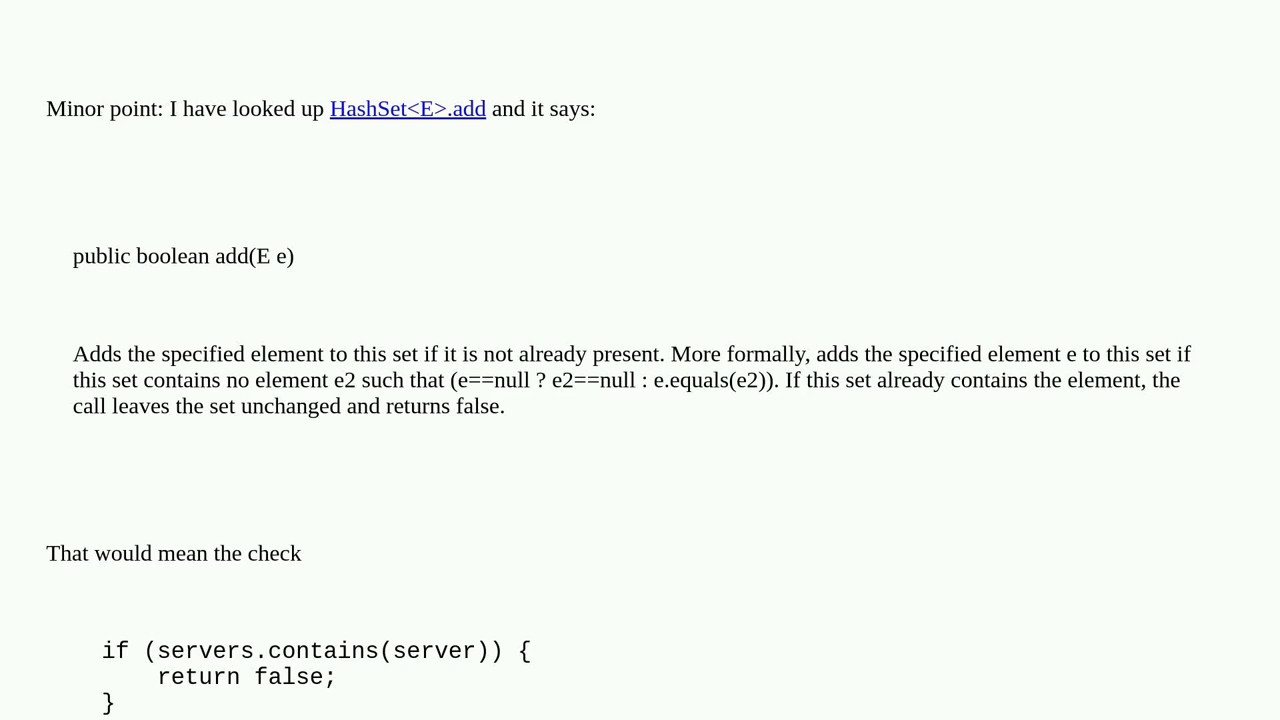 Minor point: I have looked up HashSet<E>.add and it says:
public boolean add(E e)
Adds the specified element to this set if it is not already present. More formally, adds the specified element e to this set if
this set contains no element e2 such that (e==null ? e2==null : e.equals(e2)). If this set already contains the element, the
call leaves the set unchanged and returns false.
That would mean the check
if (servers.contains(server)) {
    return false;
}